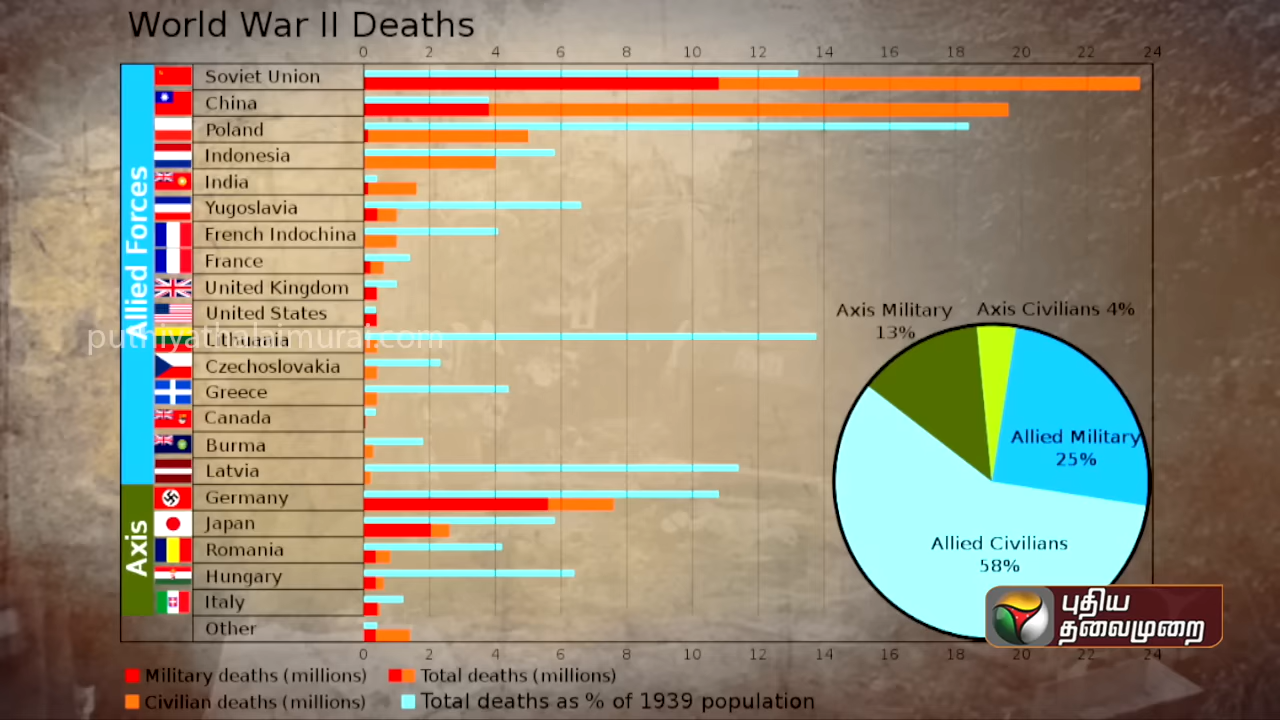 World War II Deaths
0 2 4 6 8 10 12 14 16 18 20 22 24
Allied Forces
Soviet Union
China
Poland
Indonesia
India
Yugoslavia
French Indochina
France
United Kingdom
United States
puthiyathalaimurai.com
Lithuania
Czechoslovakia
Greece
Canada
Burma
Latvia
Axis
Germany
Japan
Romania
Hungary
Italy
Other
Axis Military
13%
Axis Civilians 4%
Allied Military
25%
Allied Civilians
58%
புதிய
தலைமுறை
0 2 4 6 8 10 12 14 16 18 20 22 24
Military deaths (millions) Total deaths (millions)
Civilian deaths (millions) Total deaths as % of 1939 population